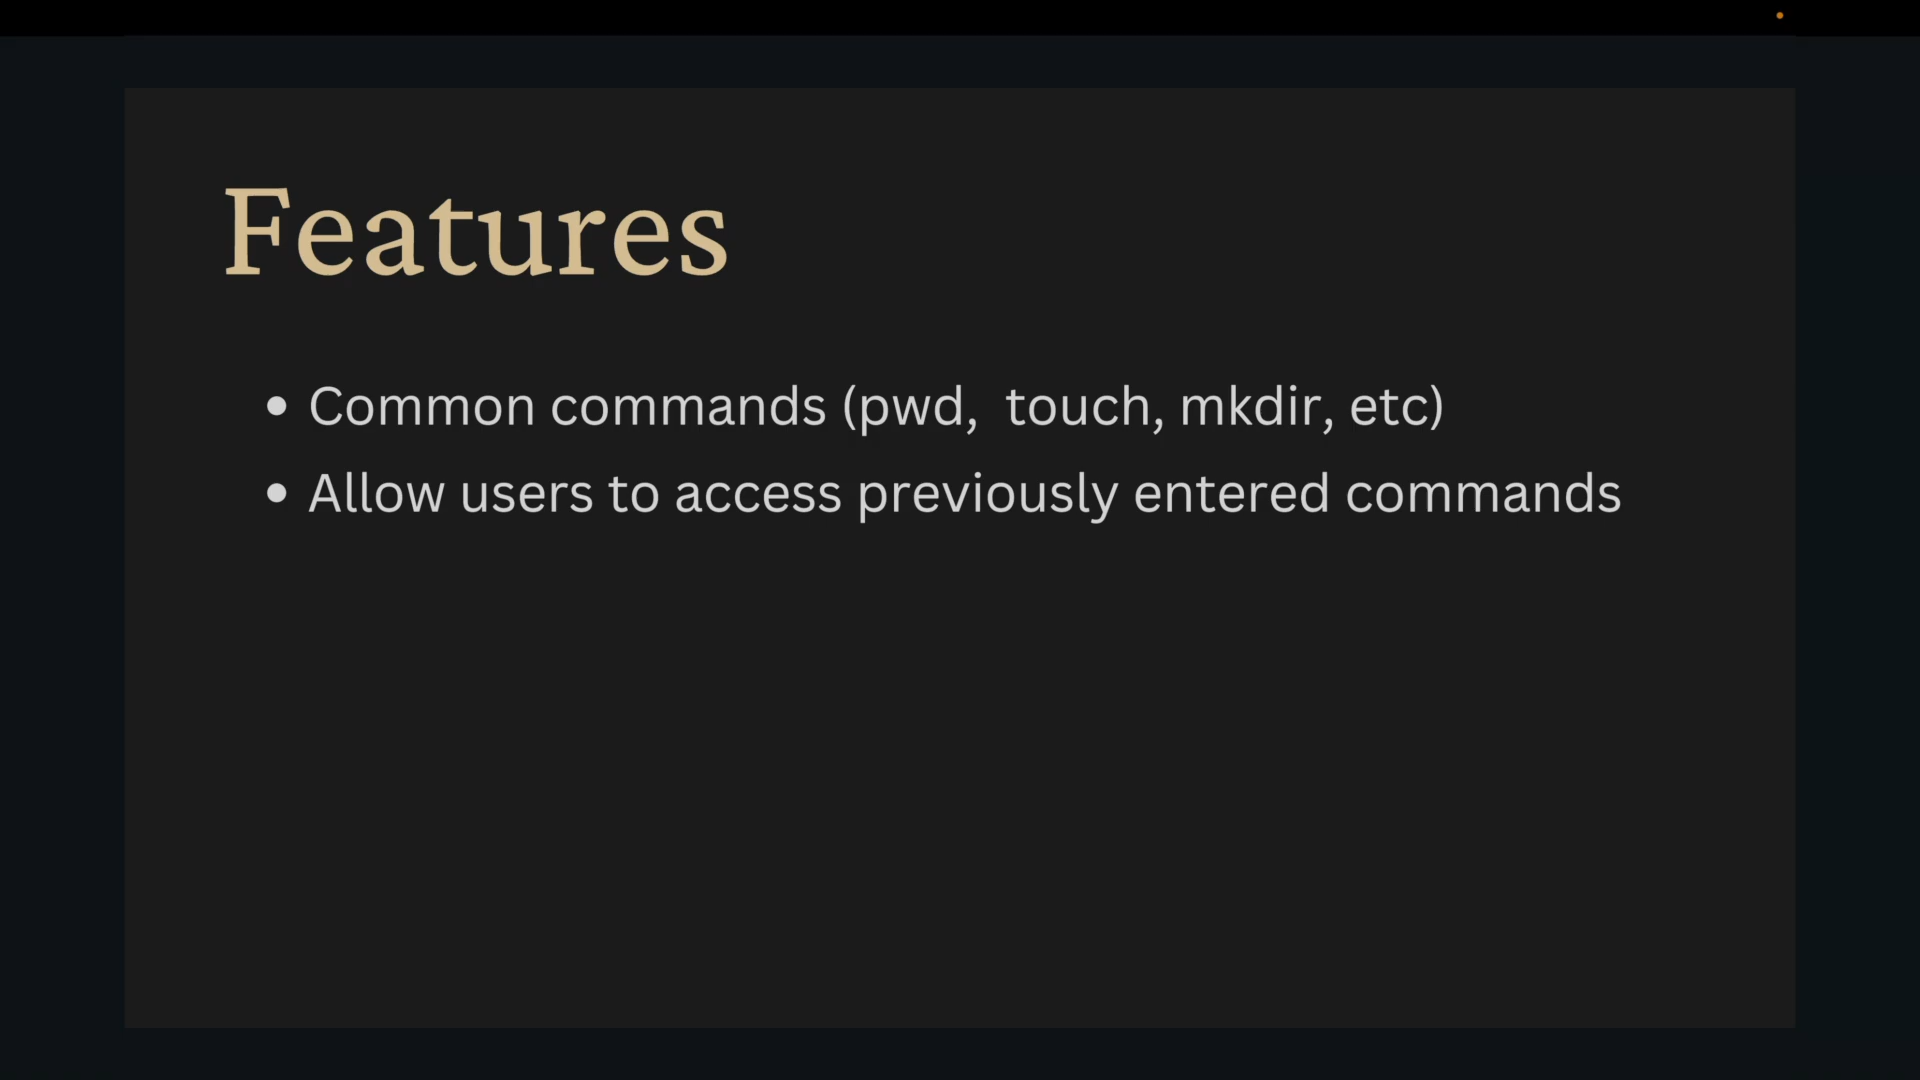 Features
• Common commands (pwd,  touch, mkdir, etc)
• Allow users to access previously entered commands